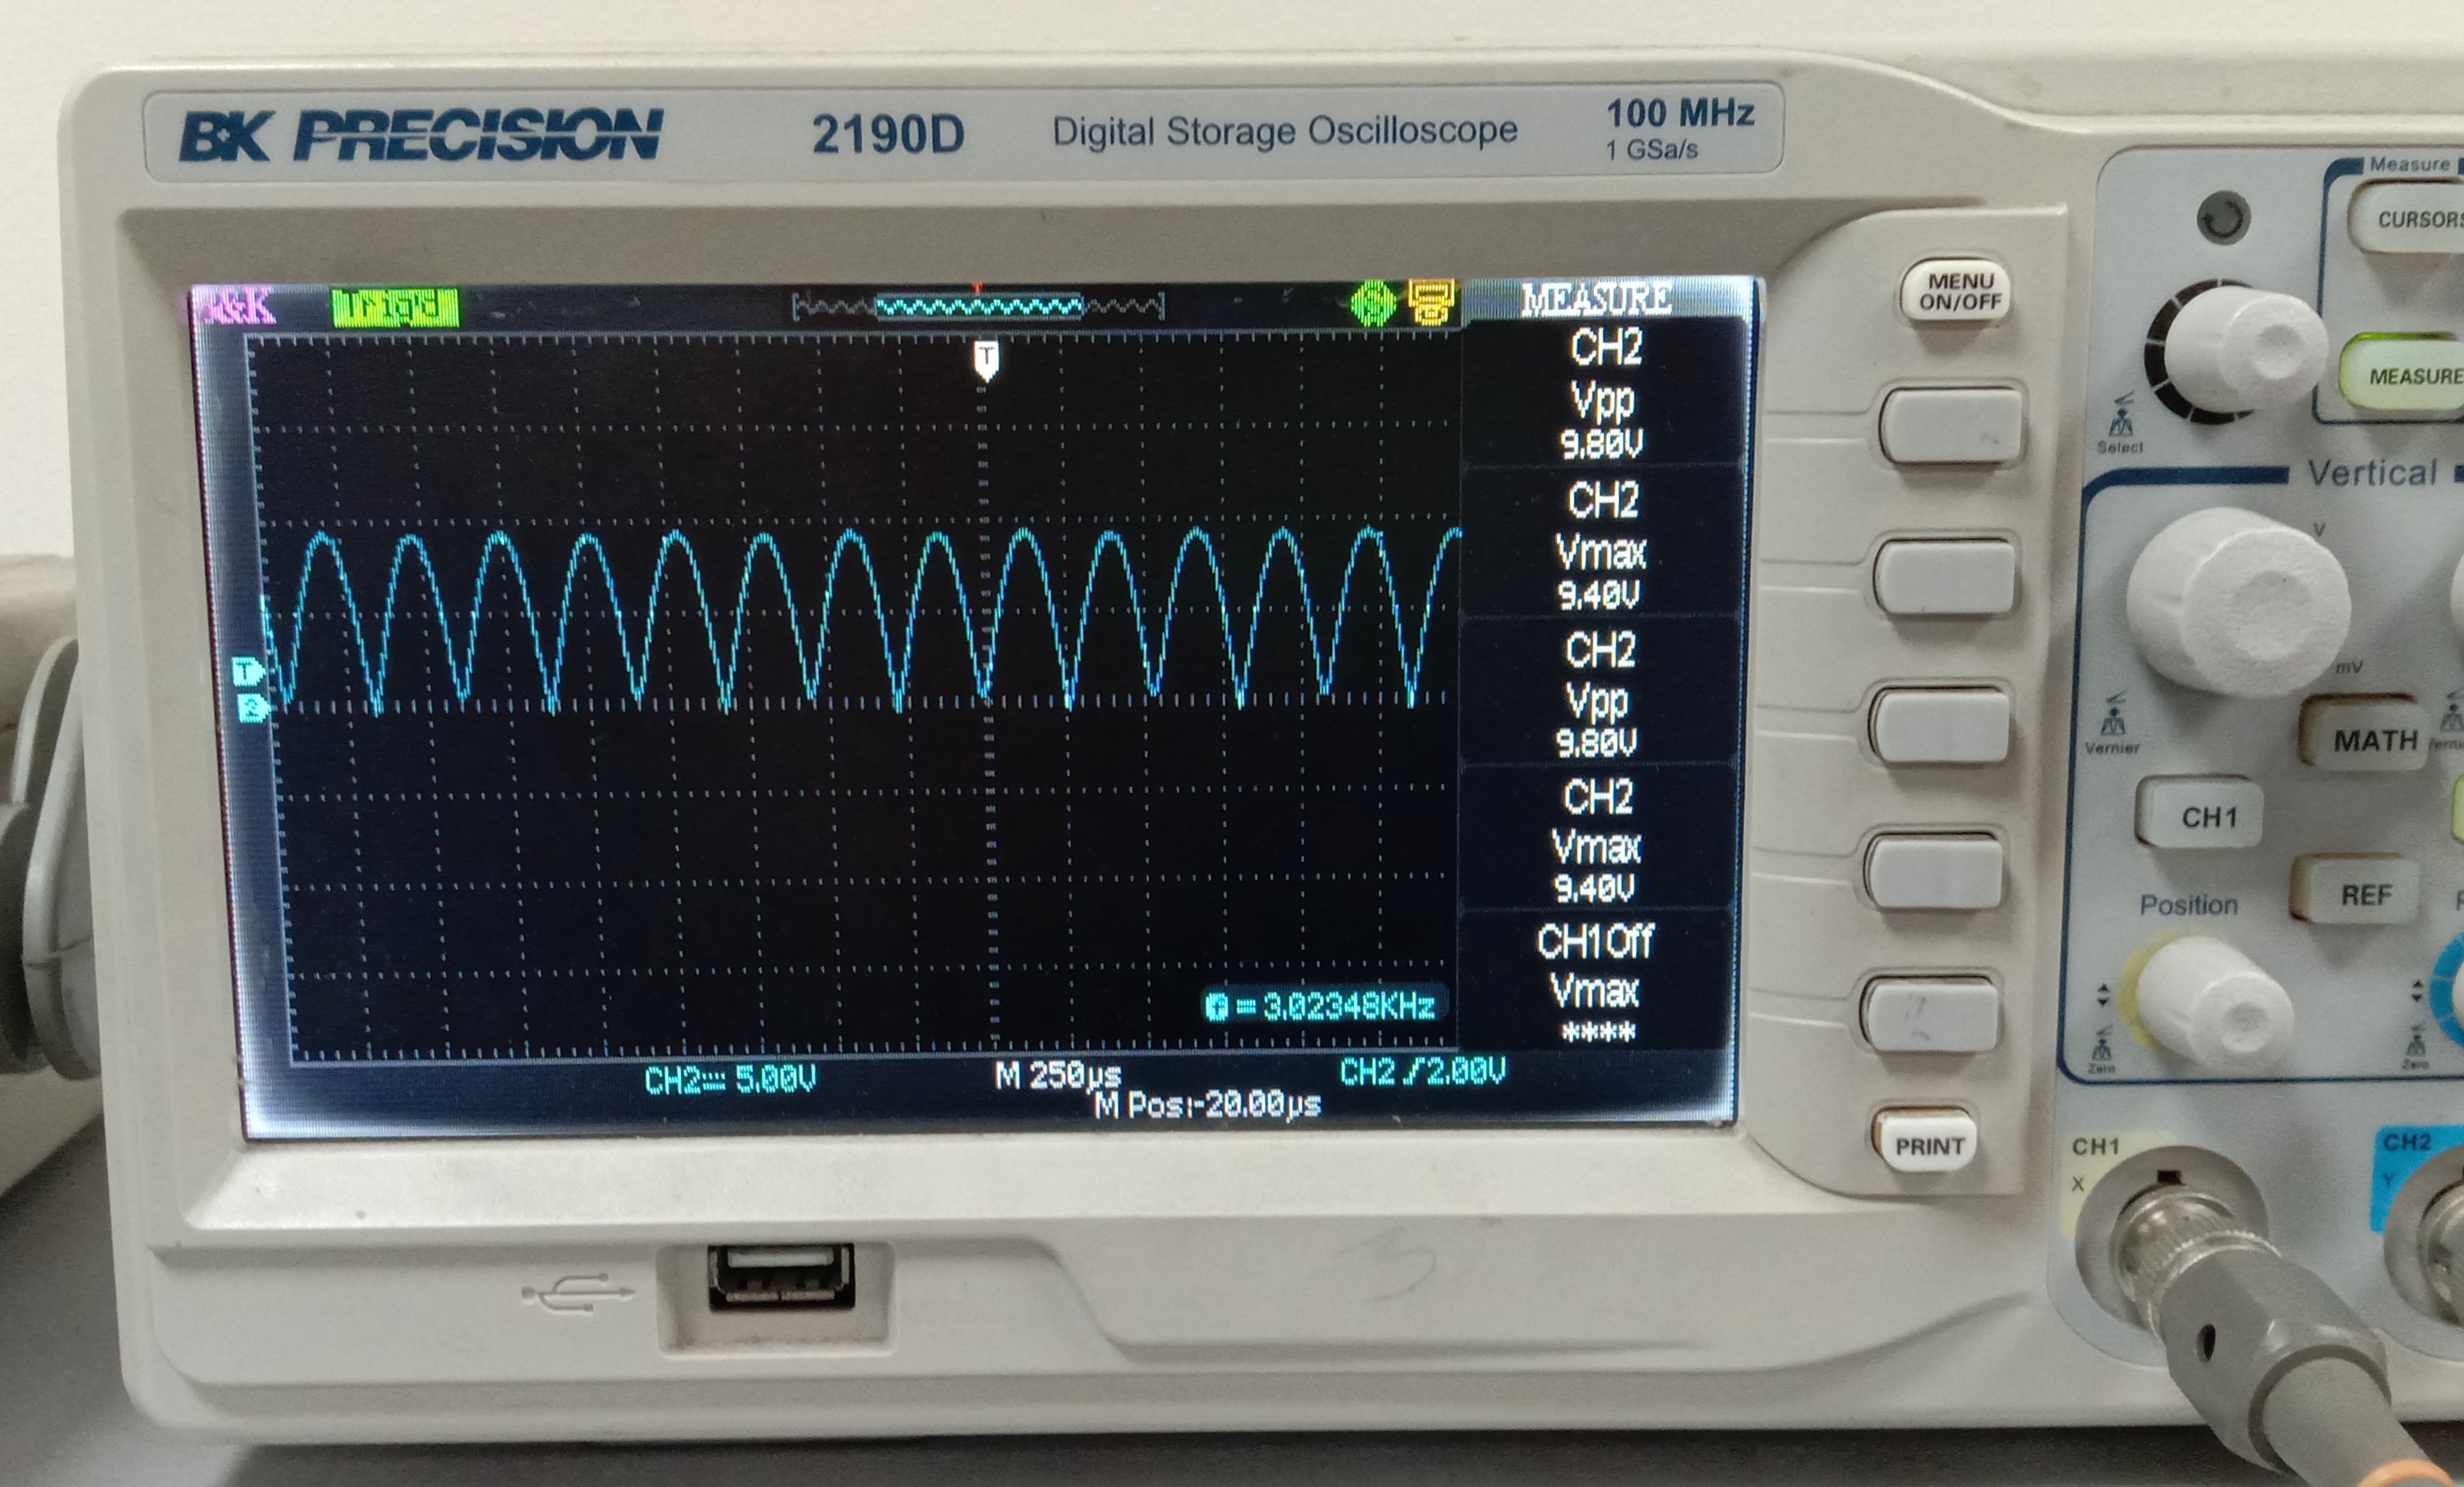 BK PRECISION 2190D Digital Storage Oscilloscope 100 MHz
1 GSa/s
MEASURE
CH2
Vpp
9.80V
CH2
Vmax
9.40V
CH2
Vpp
9.80V
CH2
Vmax
9.40V
CH1 Off
Vmax
****
T
T
2
= 3.02348KHz
CH2 5.00V M 250µs CH2 2.00V
M Pos:-20.00µs
MENU
ON/OFF
PRINT
Measure
CURSORS
MEASURE
Select
Vertical
V
mV
Vernier
MATH
CH1
REF
Position
Zero
Zero
CH1
X
CH2
Y
3